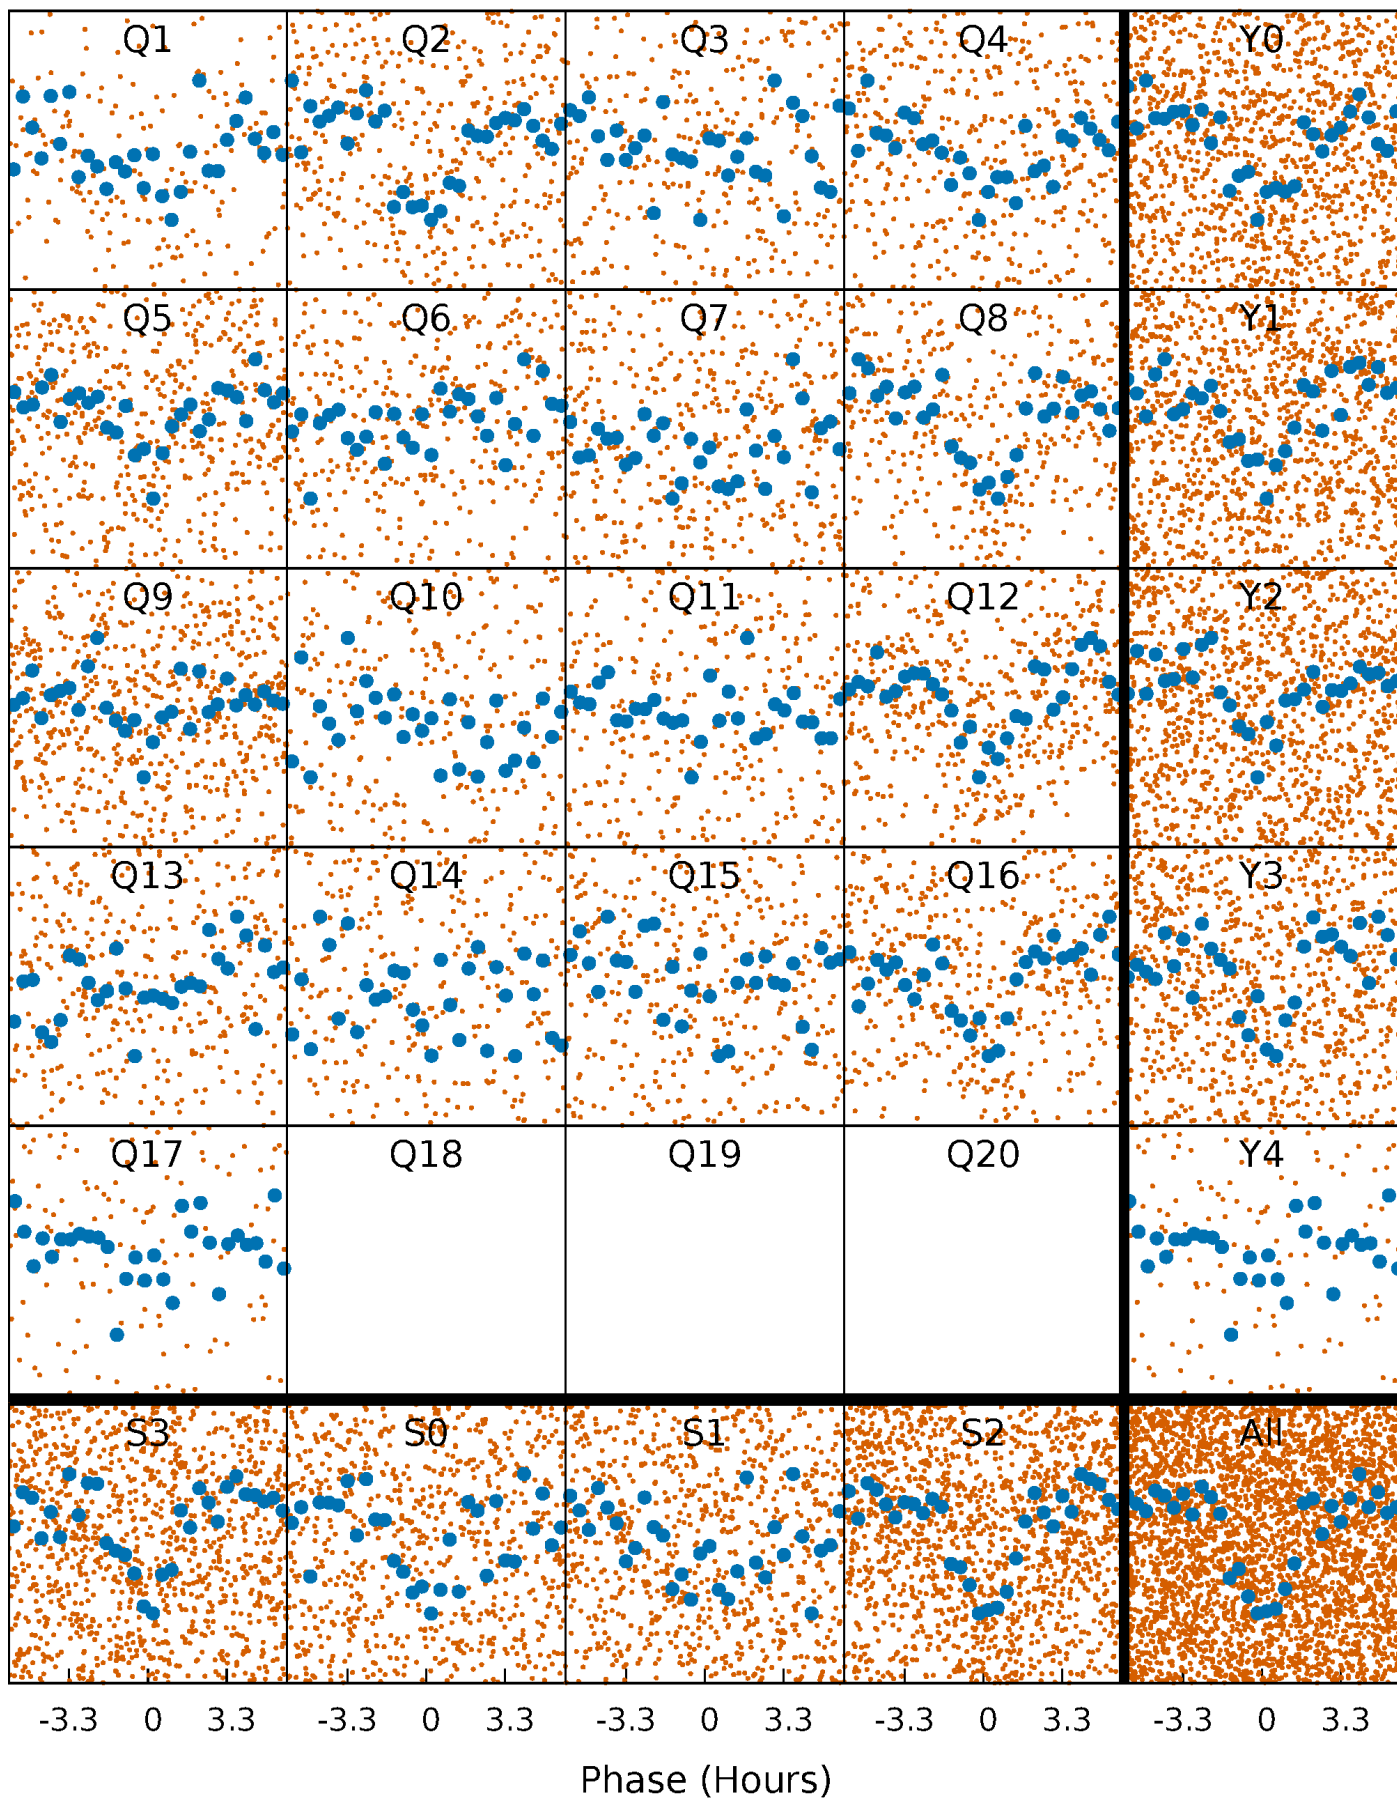 Q1 Q2 Q3 Q4 Y0
Q5 Q6 Q7 Q8 Y1
Q9 Q10 Q11 Q12 Y2
Q13 Q14 Q15 Q16 Y3
Q17 Q18 Q19 Q20 Y4
S3 S0 S1 S2 All
-3.3 0 3.3 -3.3 0 3.3 -3.3 0 3.3 -3.3 0 3.3 -3.3 0 3.3
Phase (Hours)